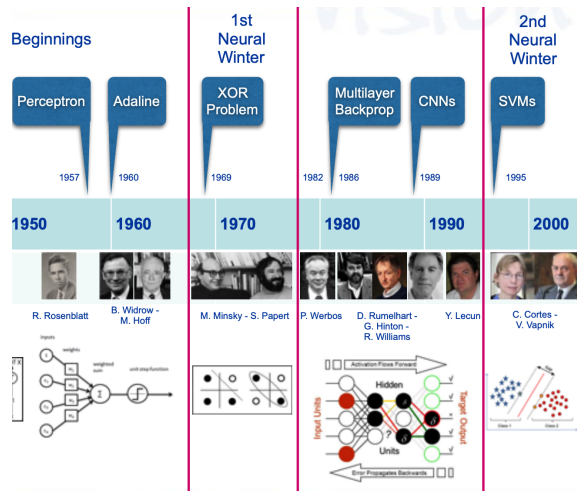 Beginnings
1st
Neural
Winter
2nd
Neural
Winter
Perceptron
Adaline
XOR
Problem
Multilayer
Backprop
CNNs
SVMs
1957
1960
1969
1982
1986
1989
1995
1950
1960
1970
1980
1990
2000
R. Rosenblatt
B. Widrow -
M. Hoff
M. Minsky - S. Papert
P. Werbos
D. Rumelhart -
G. Hinton -
R. Williams
Y. Lecun
C. Cortes -
V. Vapnik
Inputs
weights
weighted
sum
unit step function
Σ
Activation Flows Forward
Hidden
Units
?
Input Units
Target Output
Error Propagates Backwards
Class 1
Class 2